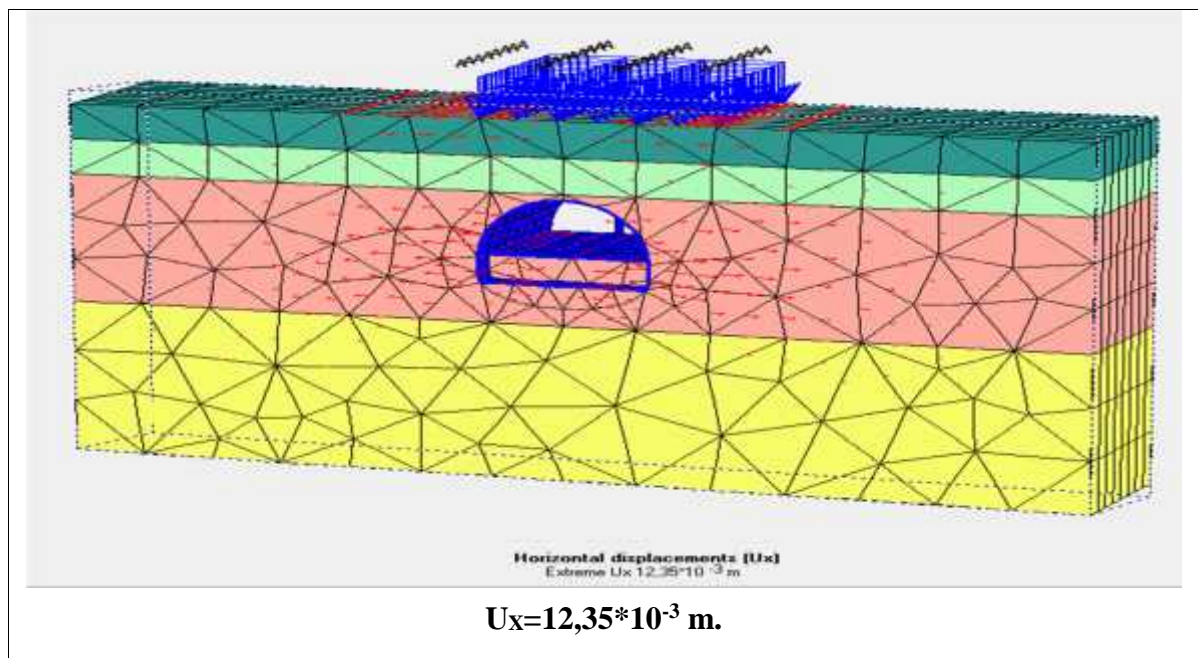 Horizontal displacements (Ux)
Extreme Ux 12,35*10 -3 m
Ux=12,35*10-3 m.